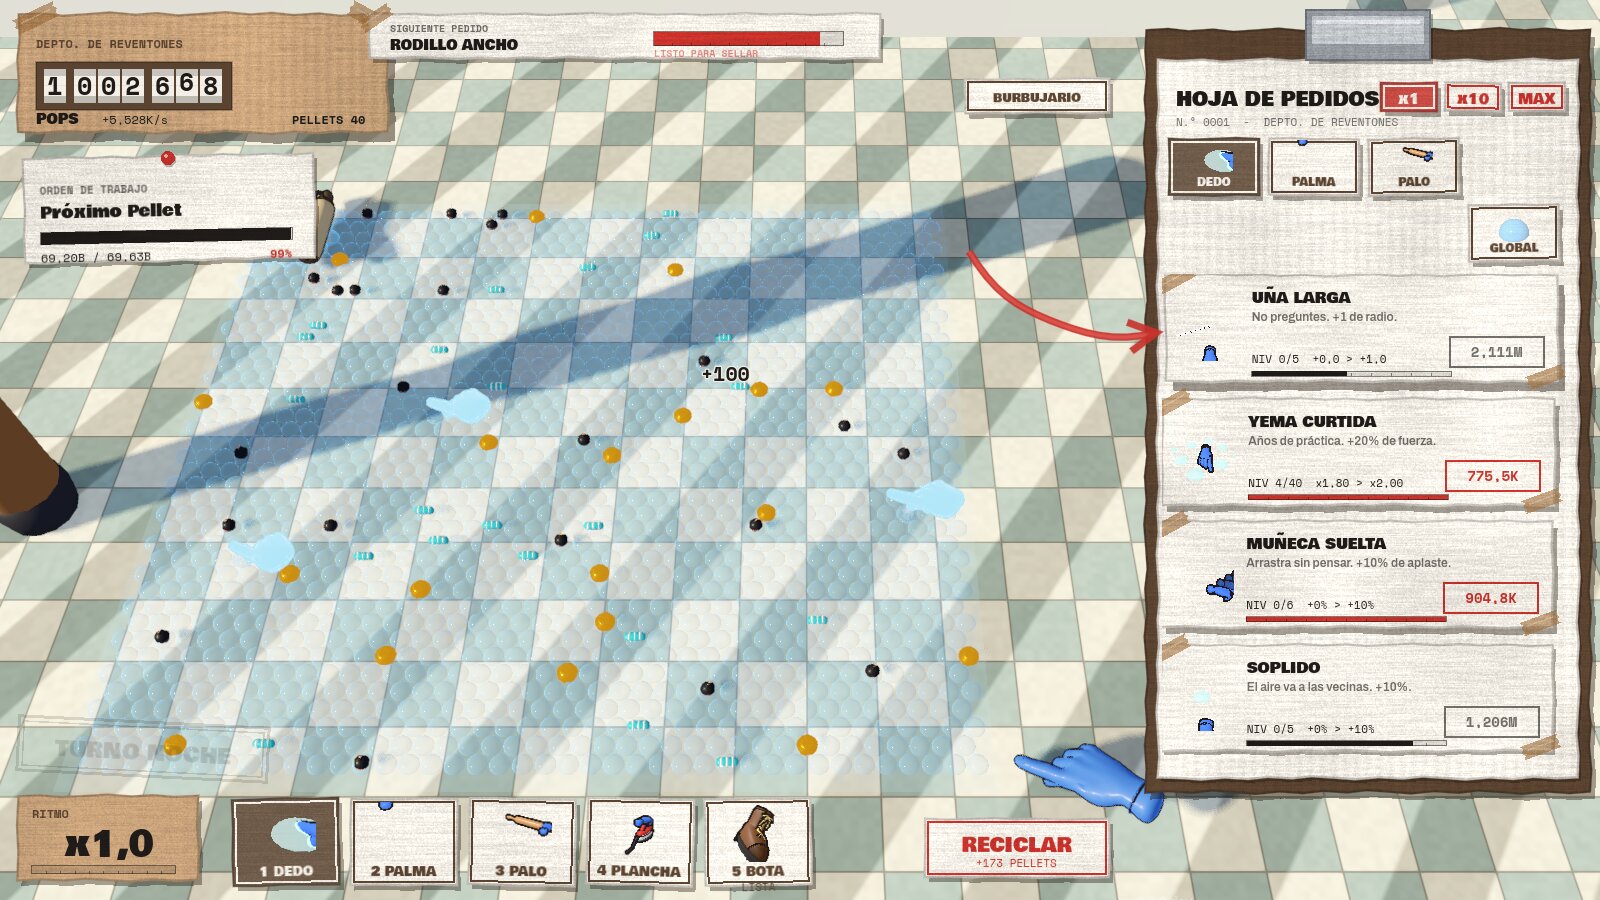 DEPTO. DE REVENTONES
1002668
POPS +5,528K/s PELLETS 40
SIGUIENTE PEDIDO
RODILLO ANCHO
LISTO PARA SELLAR
BURBUJARIO
ORDEN DE TRABAJO
Próximo Pellet
99%
69,20B / 69,63B
+100
HOJA DE PEDIDOS x1 x10 MAX
N.° 0001 - DEPTO. DE REVENTONES
DEDO PALMA PALO
GLOBAL
UÑA LARGA
No preguntes. +1 de radio.
NIV 0/5 +0,0 > +1,0
2,111M
YEMA CURTIDA
Años de práctica. +20% de fuerza.
NIV 4/40 x1,80 > x2,00
775,5K
MUÑECA SUELTA
Arrastra sin pensar. +10% de aplaste.
NIV 0/6 +0% > +10%
904,8K
SOPLIDO
El aire va a las vecinas. +10%.
NIV 0/5 +0% > +10%
1,206M
TURNO NOCHE
RITMO
x1,0
1 DEDO 2 PALMA 3 PALO 4 PLANCHA 5 BOTA
LISTA
RECICLAR
+173 PELLETS